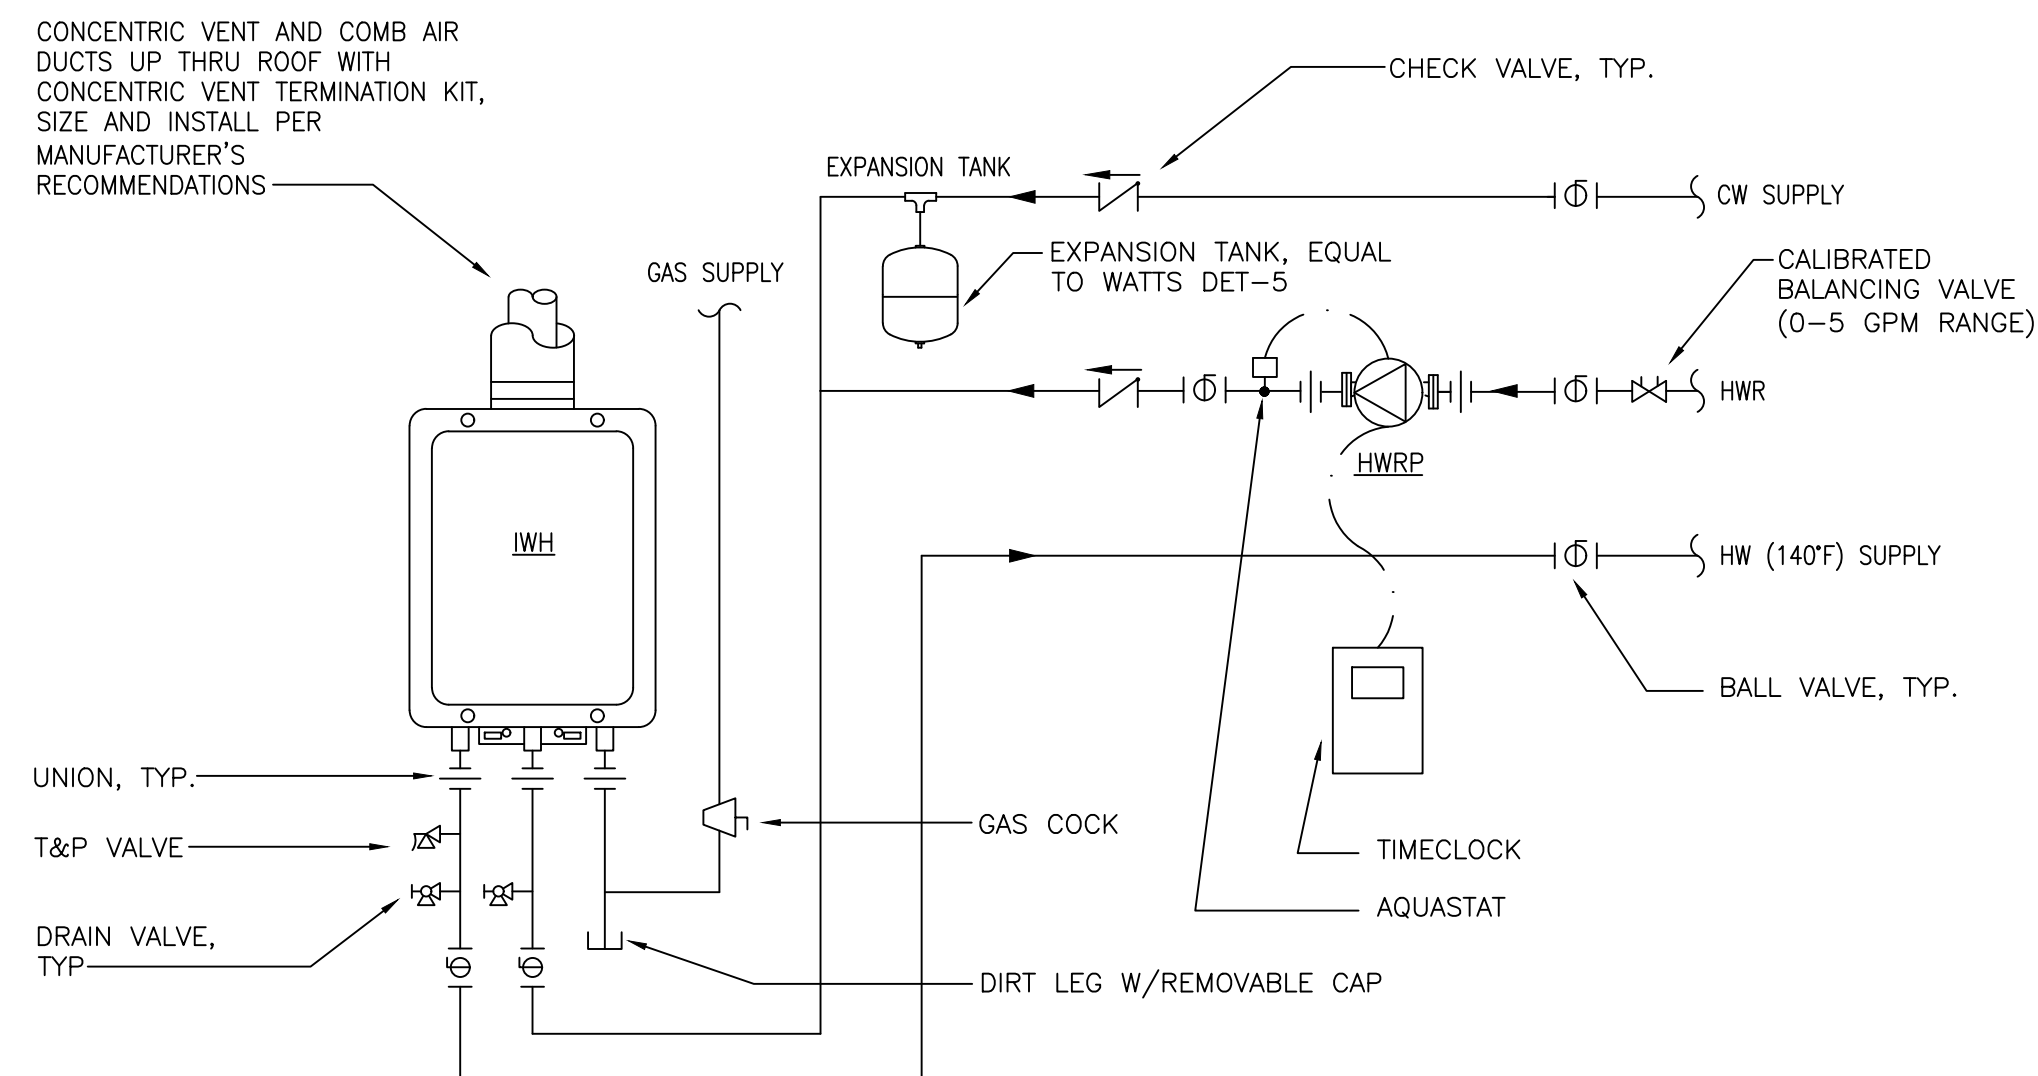 CONCENTRIC VENT AND COMB AIR
DUCTS UP THRU ROOF WITH
CONCENTRIC VENT TERMINATION KIT,
SIZE AND INSTALL PER
MANUFACTURER'S
RECOMMENDATIONS
CHECK VALVE, TYP.
EXPANSION TANK
CW SUPPLY
EXPANSION TANK, EQUAL
TO WATTS DET-5
GAS SUPPLY
CALIBRATED
BALANCING VALVE
(0-5 GPM RANGE)
HWR
HWRP
IWH
HW (140°F) SUPPLY
BALL VALVE, TYP.
UNION, TYP.
T&P VALVE
GAS COCK
TIMECLOCK
AQUASTAT
DRAIN VALVE,
TYP
DIRT LEG W/REMOVABLE CAP